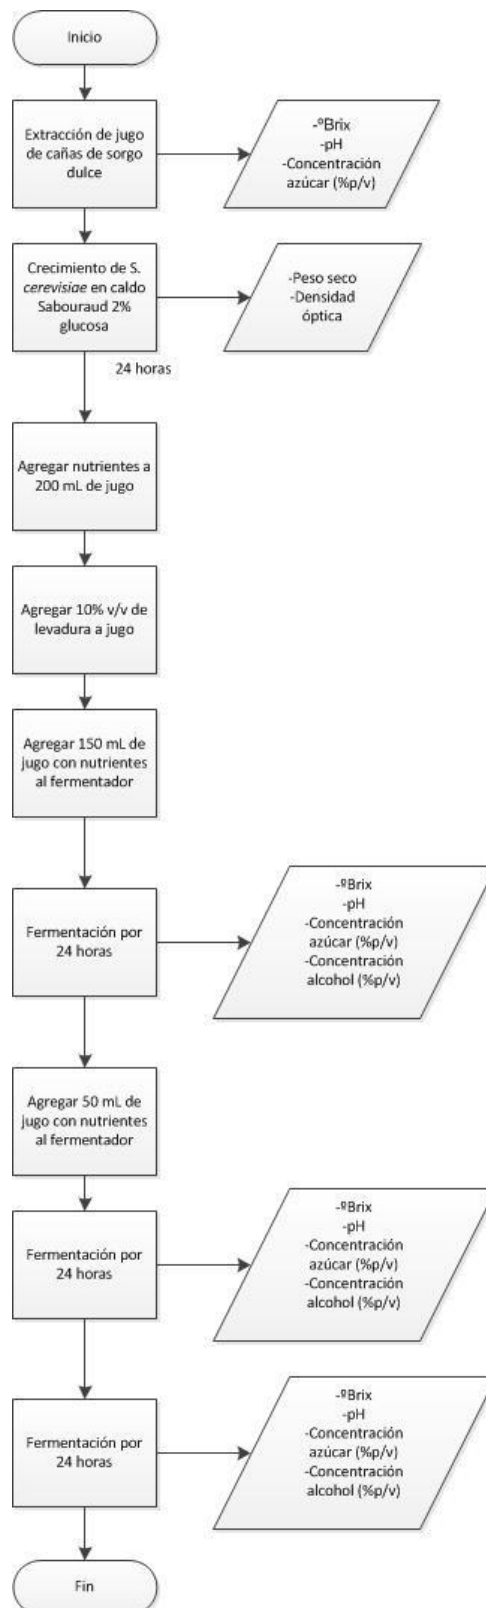 Inicio
Extracción de jugo
de cañas de sorgo
dulce
-ºBrix
-pH
-Concentración
azúcar (%p/v)
Crecimiento de S.
cerevisiae en caldo
Sabouraud 2%
glucosa
-Peso seco
-Densidad
óptica
24 horas
Agregar nutrientes a
200 mL de jugo
Agregar 10% v/v de
levadura a jugo
Agregar 150 mL de
jugo con nutrientes
al fermentador
Fermentación por
24 horas
-ºBrix
-pH
-Concentración
azúcar (%p/v)
-Concentración
alcohol (%p/v)
Agregar 50 mL de
jugo con nutrientes
al fermentador
Fermentación por
24 horas
-ºBrix
-pH
-Concentración
azúcar (%p/v)
-Concentración
alcohol (%p/v)
Fermentación por
24 horas
-ºBrix
-pH
-Concentración
azúcar (%p/v)
-Concentración
alcohol (%p/v)
Fin